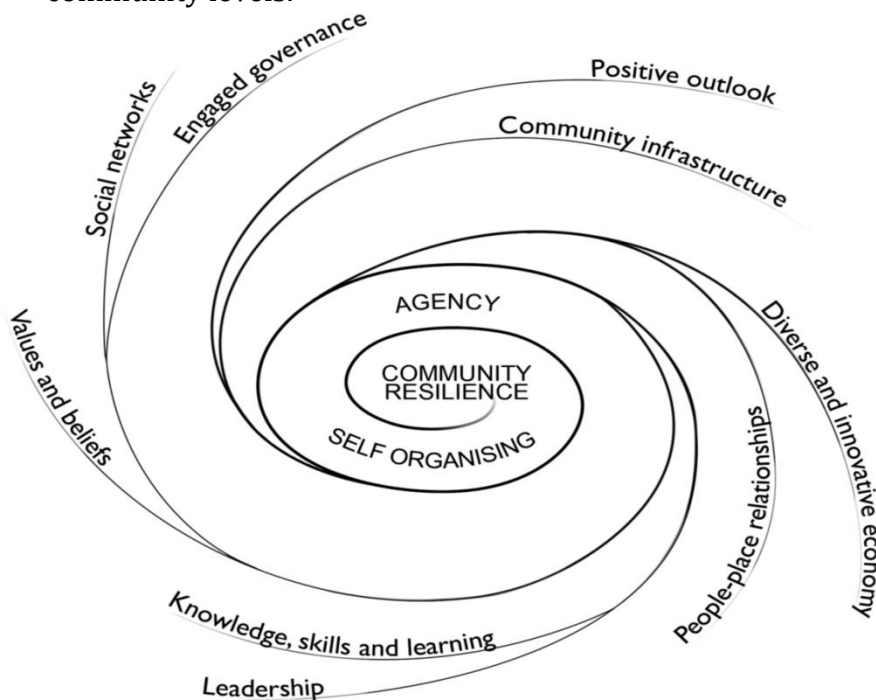 community levels.
Engaged governance
Social networks
Positive outlook
Community infrastructure
Values and beliefs
AGENCY
COMMUNITY
RESILIENCE
SELF ORGANISING
Diverse and innovative economy
People-place relationships
Knowledge, skills and learning
Leadership